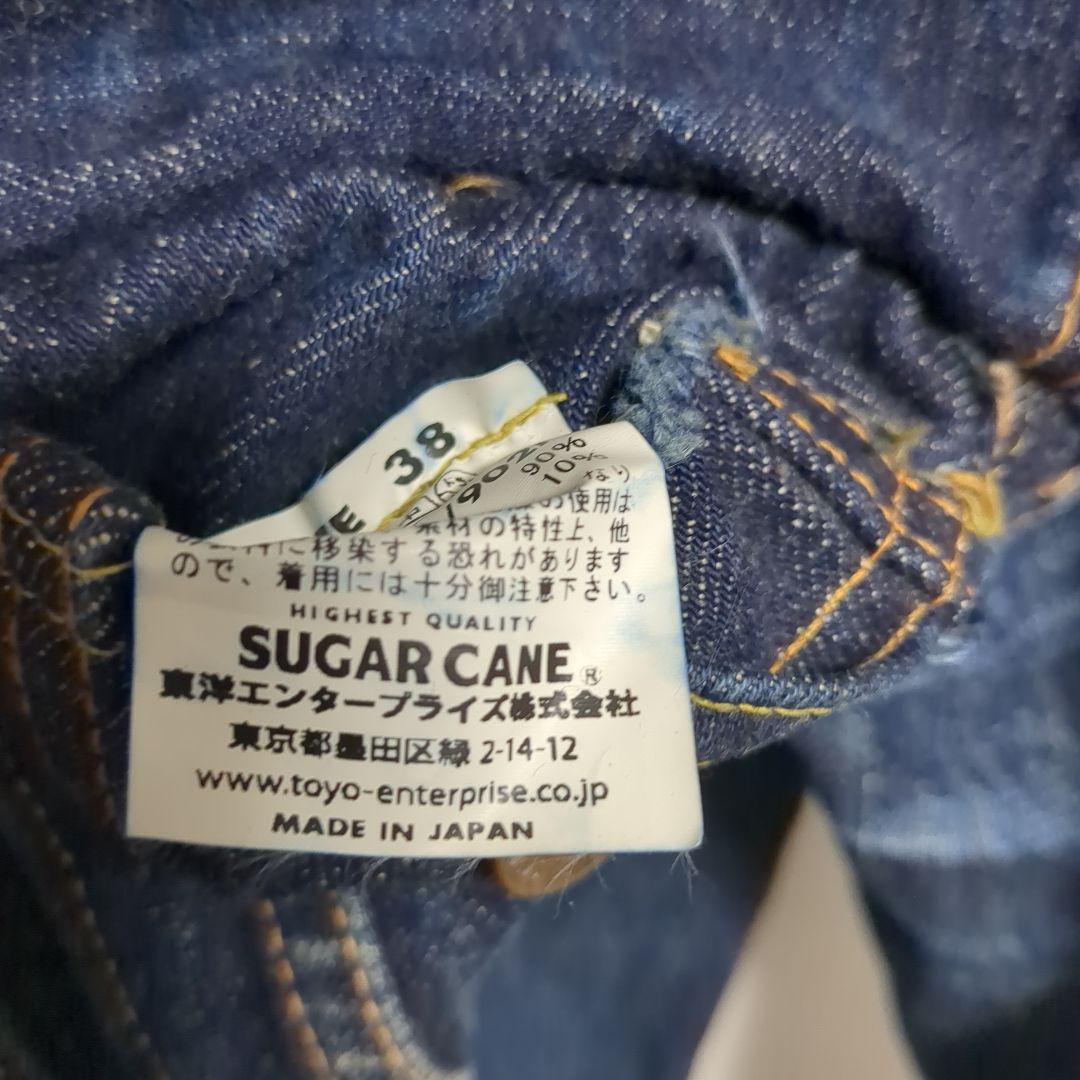 38
90%
10%
の使用は
素材の特性上、他
に移染する恐れがあります
ので、着用には十分御注意下さい。
HIGHEST QUALITY
SUGAR CANE®
東洋エンタープライズ株式会社
東京都墨田区緑 2-14-12
www.toyo-enterprise.co.jp
MADE IN JAPAN